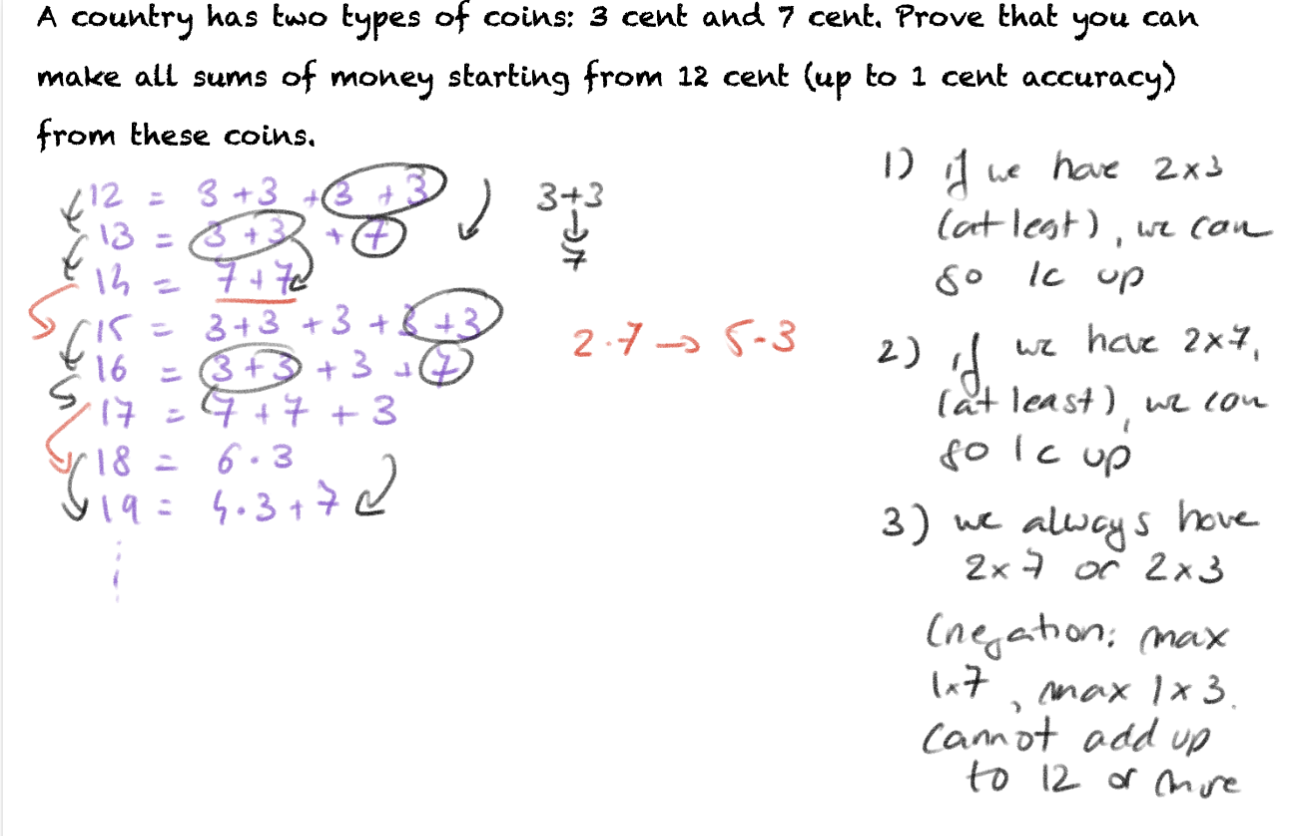 A country has two types of coins: 3 cent and 7 cent. Prove that you can
make all sums of money starting from 12 cent (up to 1 cent accuracy)
from these coins.
12 = 3 + 3 + 3 + 3
13 = 3 + 3 + 7
14 = 7 + 7
15 = 3 + 3 + 3 + 3 + 3
16 = 3 + 3 + 3 + 7
17 = 7 + 7 + 3
18 = 6 · 3
19 = 4 · 3 + 7
3+3
↓
7
2·7 → 5·3
1) if we have 2x3
(at lest), we can
go 1c up
2) if we have 2x7,
(at least), we can
go 1c up
3) we always have
2x7 or 2x3
(negation: max
1x7, max 1x3.
Cannot add up
to 12 or more